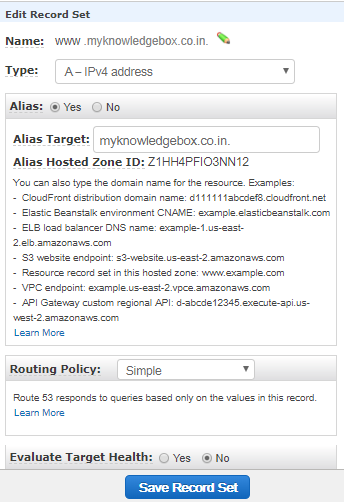 Edit Record Set
Name: www .myknowledgebox.co.in.
Type: A – IPv4 address
Alias: Yes No
Alias Target: myknowledgebox.co.in.
Alias Hosted Zone ID: Z1HH4PFIO3NN12
You can also type the domain name for the resource. Examples:
- CloudFront distribution domain name: d111111abcdef8.cloudfront.net
- Elastic Beanstalk environment CNAME: example.elasticbeanstalk.com
- ELB load balancer DNS name: example-1.us-east-
2.elb.amazonaws.com
- S3 website endpoint: s3-website.us-east-2.amazonaws.com
- Resource record set in this hosted zone: www.example.com
- VPC endpoint: example.us-east-2.vpce.amazonaws.com
- API Gateway custom regional API: d-abcde12345.execute-api.us-
west-2.amazonaws.com
Learn More
Routing Policy: Simple
Route 53 responds to queries based only on the values in this record.
Learn More
Evaluate Target Health: Yes No
Save Record Set